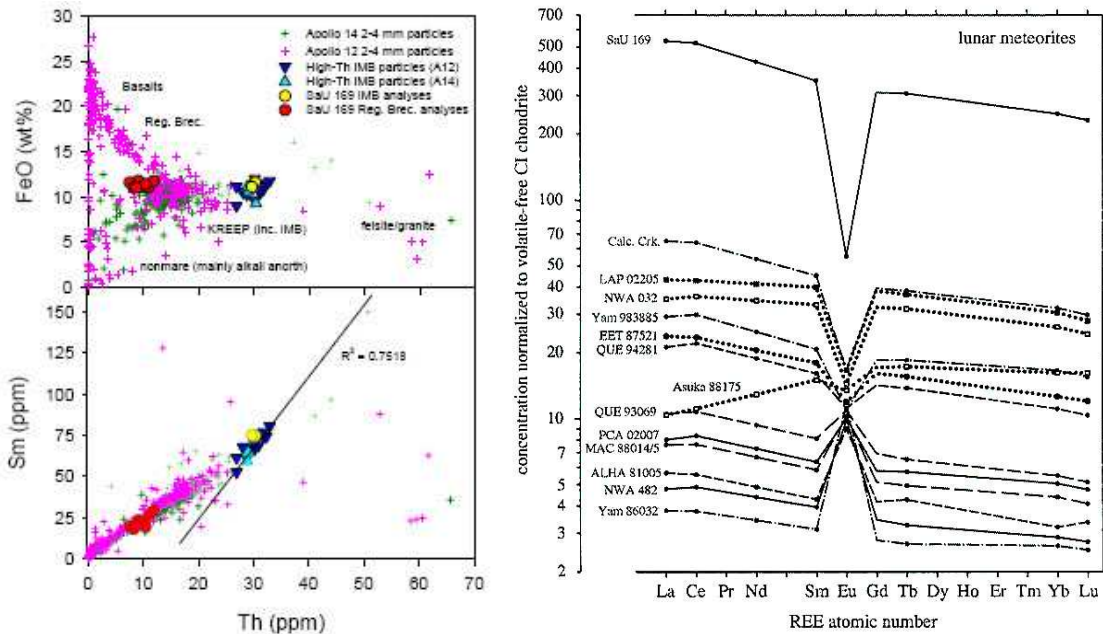 30
25
20
15
10
5
0
FeO (wt%)
Apollo 14 2-4 mm particles
Apollo 12 2-4 mm particles
High-Th IMB particles (A12)
High-Th IMB particles (A14)
SaU 169 IMB analyses
SaU 169 Reg. Brec. analyses
Basalts
Reg. Brec.
KREEP (inc. IMB)
felsite/granite
nonmare (mainly alkali anorth)
150
125
100
75
50
25
0
Sm (ppm)
R² = 0.7518
0 10 20 30 40 50 60 70
Th (ppm)
700
500
400
300
200
100
70
50
40
30
20
10
7
5
4
3
2
concentration normalized to volatile-free CI chondrite
lunar meteorites
SaU 169
Calc. Crk.
LAP 02205
NWA 032
Yam 983885
EET 87521
QUE 94281
Asuka 88175
QUE 93069
PCA 02007
MAC 88014/5
ALHA 81005
NWA 482
Yam 86032
La Ce Pr Nd Sm Eu Gd Tb Dy Ho Er Tm Yb Lu
REE atomic number